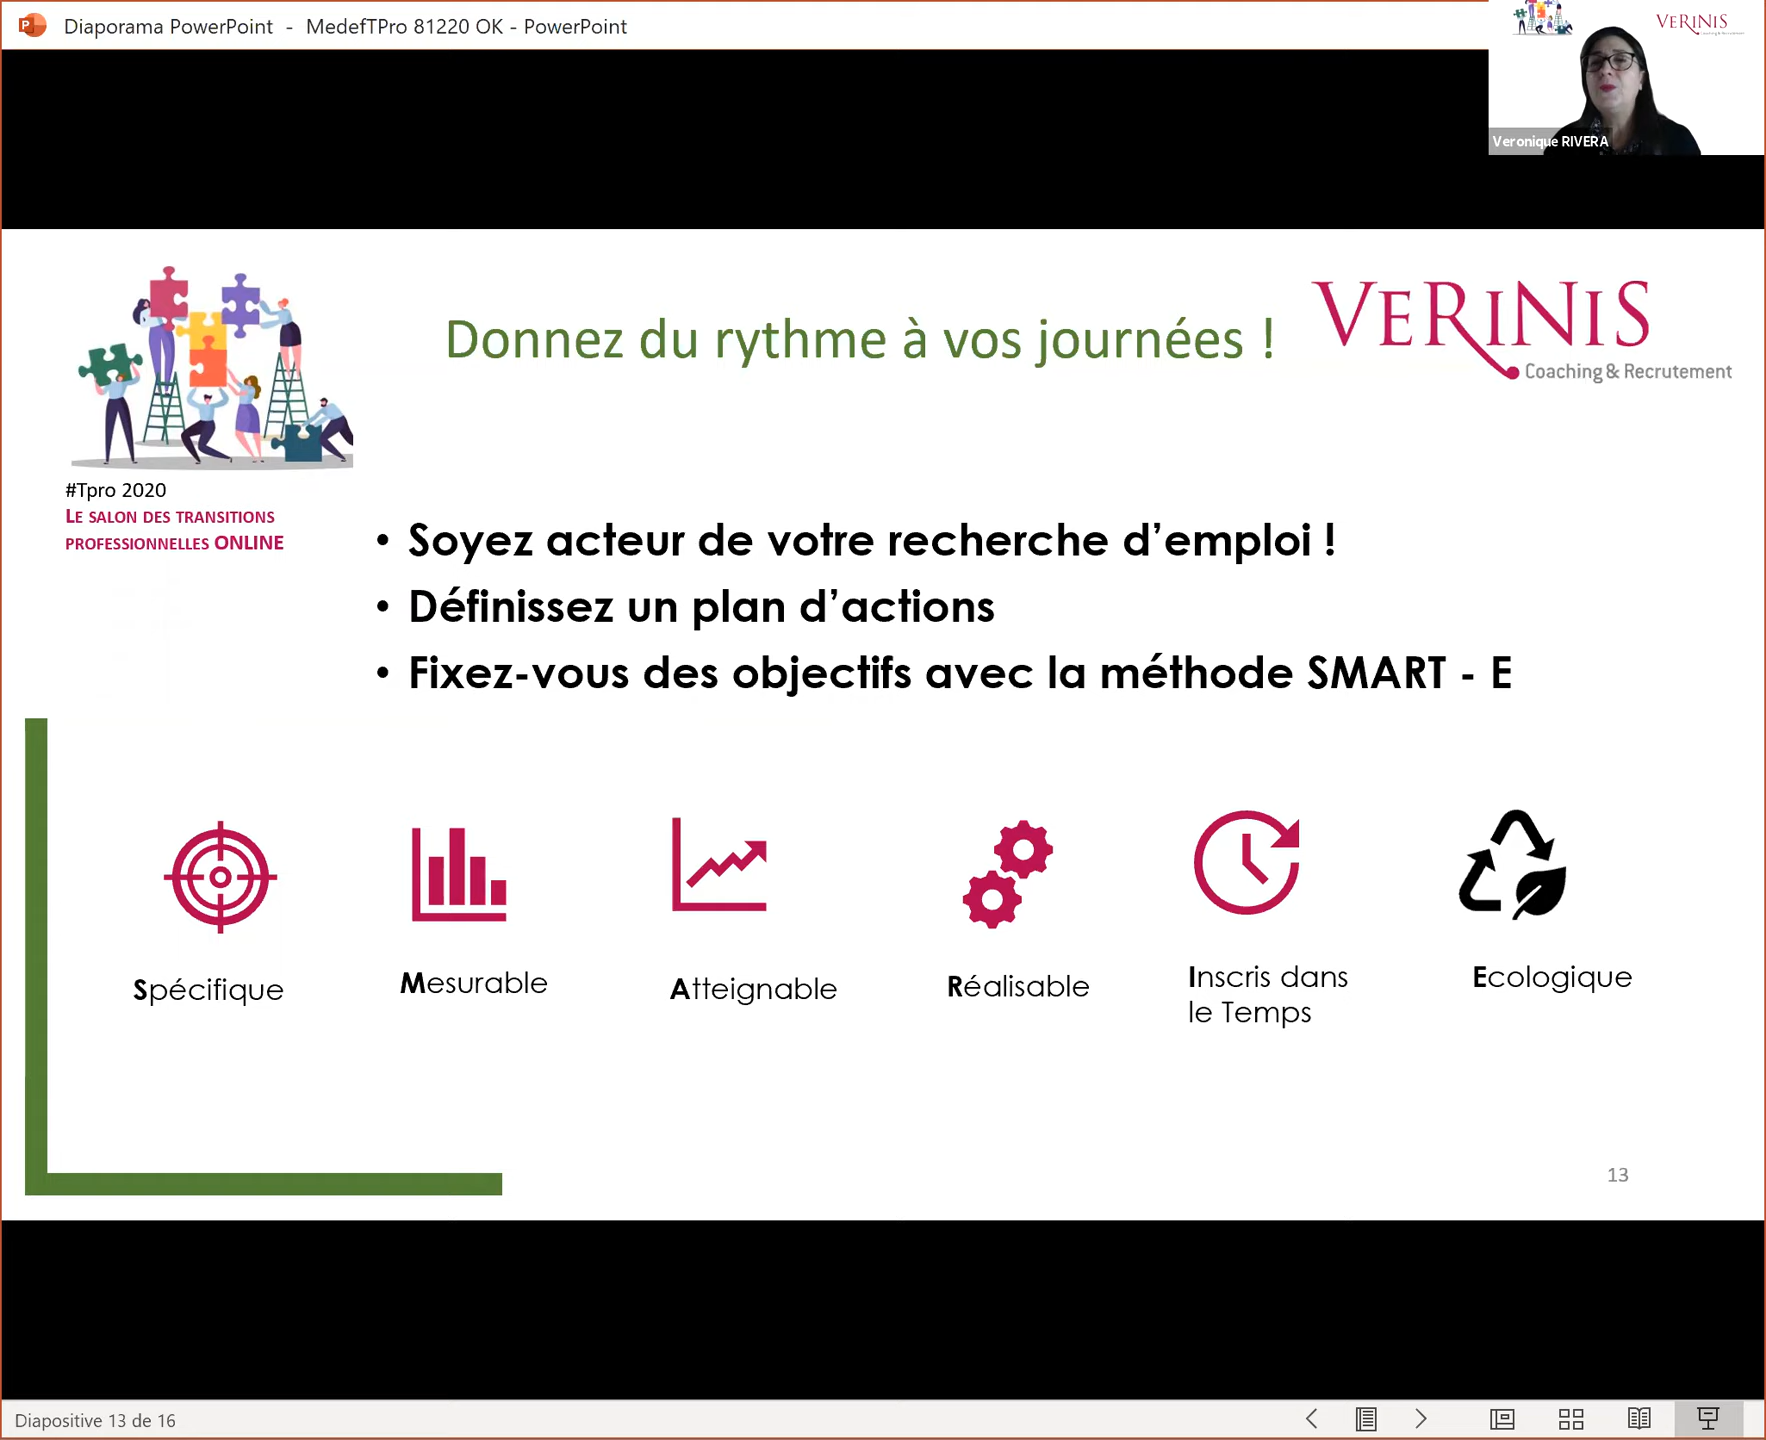 Diaporama PowerPoint - MedefTPro 81220 OK - PowerPoint
VERINIS
Veronique RIVERA
Donnez du rythme à vos journées !
VERINIS
Coaching & Recrutement
#Tpro 2020
LE SALON DES TRANSITIONS
PROFESSIONNELLES ONLINE
• Soyez acteur de votre recherche d’emploi !
• Définissez un plan d’actions
• Fixez-vous des objectifs avec la méthode SMART - E
Spécifique
Mesurable
Atteignable
Réalisable
Inscris dans
le Temps
Ecologique
13
Diapositive 13 de 16